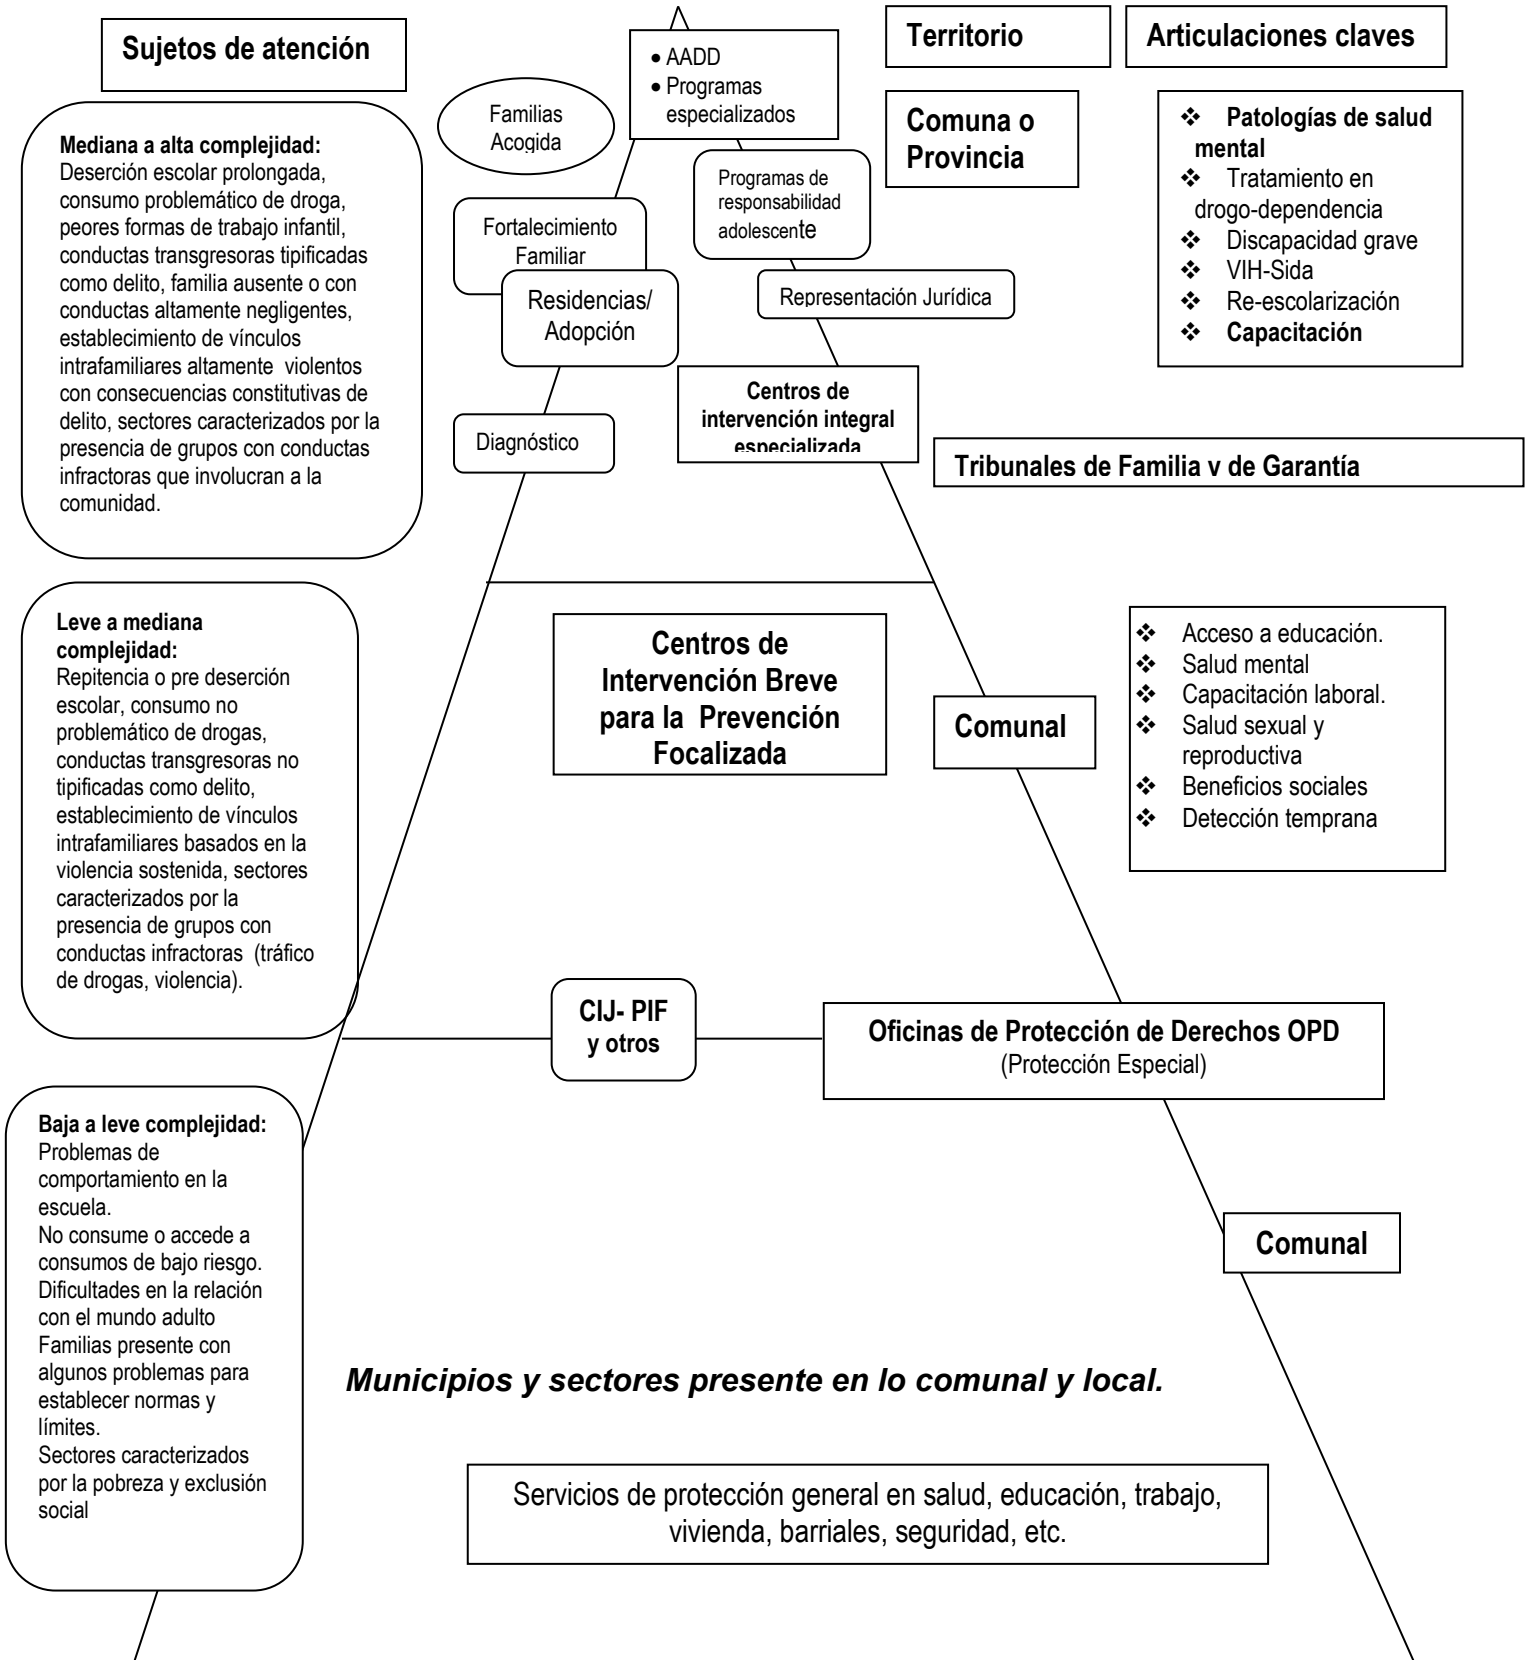 Sujetos de atención
• AADD
• Programas
especializados
Territorio
Articulaciones claves
Familias
Acogida
Comuna o
Provincia
❖ Patologías de salud
mental
❖ Tratamiento en
drogo-dependencia
❖ Discapacidad grave
❖ VIH-Sida
❖ Re-escolarización
❖ Capacitación
Mediana a alta complejidad:
Deserción escolar prolongada,
consumo problemático de droga,
peores formas de trabajo infantil,
conductas transgresoras tipificadas
como delito, familia ausente o con
conductas altamente negligentes,
establecimiento de vínculos
intrafamiliares altamente violentos
con consecuencias constitutivas de
delito, sectores caracterizados por la
presencia de grupos con conductas
infractoras que involucran a la
comunidad.
Programas de
responsabilidad
adolescente
Fortalecimiento
Familiar
Residencias/
Adopción
Representación Jurídica
Centros de
intervención integral
especializada
Diagnóstico
Tribunales de Familia y de Garantía
Leve a mediana
complejidad:
Repitencia o pre deserción
escolar, consumo no
problemático de drogas,
conductas transgresoras no
tipificadas como delito,
establecimiento de vínculos
intrafamiliares basados en la
violencia sostenida, sectores
caracterizados por la
presencia de grupos con
conductas infractoras (tráfico
de drogas, violencia).
Centros de
Intervención Breve
para la Prevención
Focalizada
Comunal
❖ Acceso a educación.
❖ Salud mental
❖ Capacitación laboral.
❖ Salud sexual y
reproductiva
❖ Beneficios sociales
❖ Detección temprana
CIJ- PIF
y otros
Oficinas de Protección de Derechos OPD
(Protección Especial)
Baja a leve complejidad:
Problemas de
comportamiento en la
escuela.
No consume o accede a
consumos de bajo riesgo.
Dificultades en la relación
con el mundo adulto
Familias presente con
algunos problemas para
establecer normas y
límites.
Sectores caracterizados
por la pobreza y exclusión
social
Comunal
Municipios y sectores presente en lo comunal y local.
Servicios de protección general en salud, educación, trabajo,
vivienda, barriales, seguridad, etc.